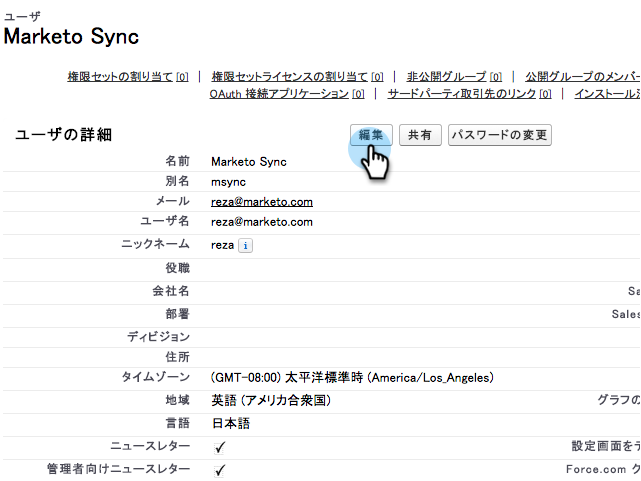 ユーザ
Marketo Sync
権限セットの割り当て [0] | 権限セットライセンスの割り当て [0] | 非公開グループ [0] | 公開グループのメンバー
OAuth 接続アプリケーション [0] | サードパーティ取引先のリンク [0] | インストール
ユーザの詳細 編集 共有 パスワードの変更
名前 Marketo Sync
別名 msync
メール reza@marketo.com
ユーザ名 reza@marketo.com
ニックネーム reza i
役職
会社名 Sa
部署 Sales
ディビジョン
住所
タイムゾーン (GMT-08:00) 太平洋標準時 (America/Los_Angeles)
地域 英語 (アメリカ合衆国) グラフの
言語 日本語
ニュースレター ✓ 設定画面をデ
管理者向けニュースレター ✓ Force.com ク